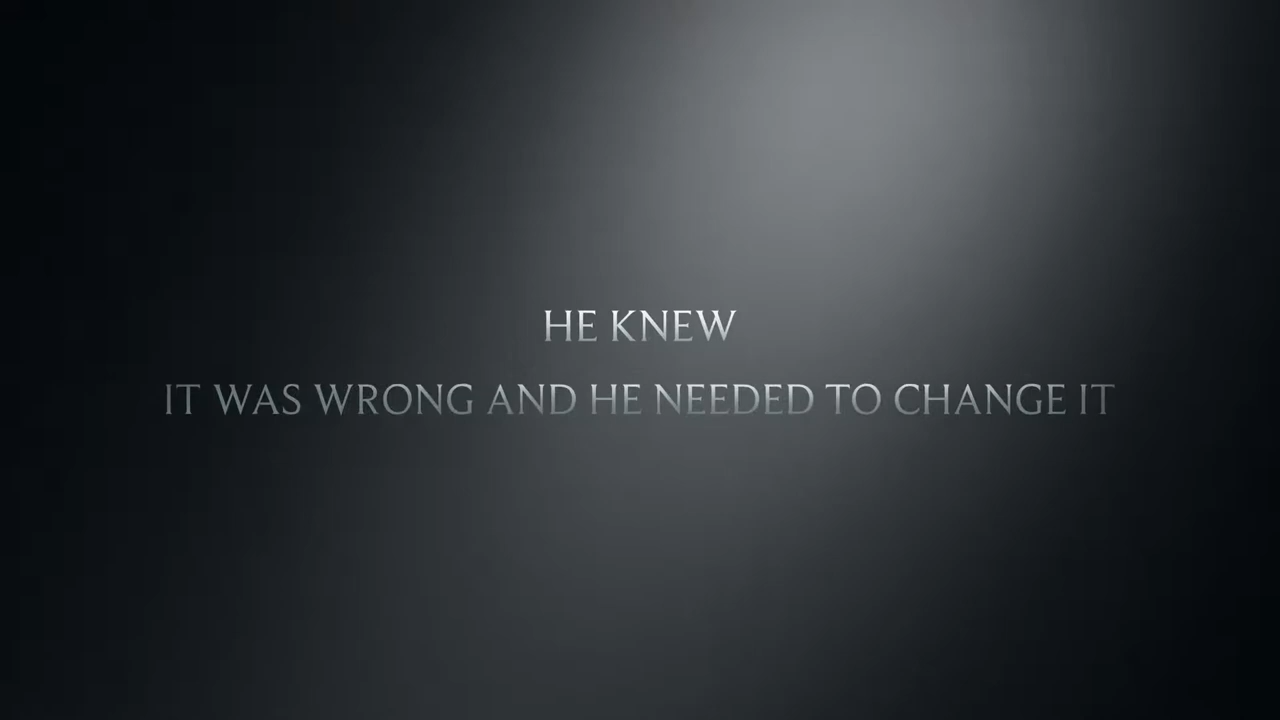 HE KNEW
IT WAS WRONG AND HE NEEDED TO CHANGE IT